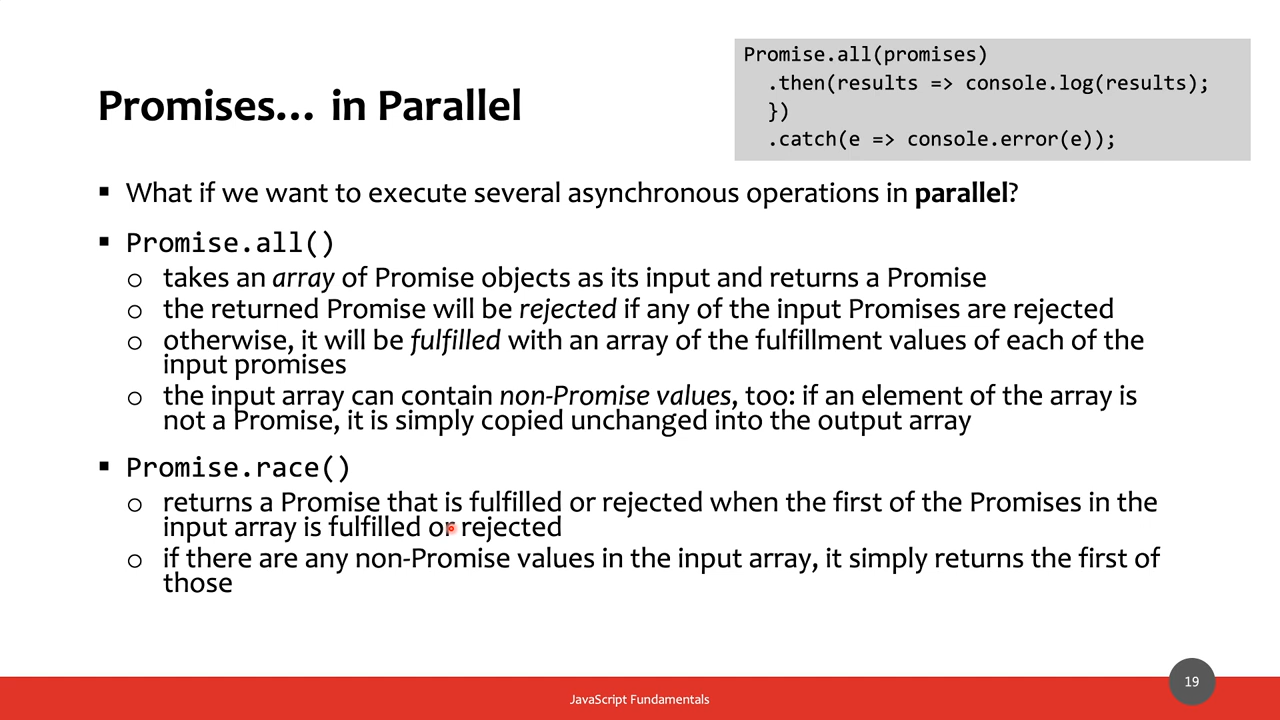 Promise.all(promises)
.then(results => console.log(results);
})
.catch(e => console.error(e));
Promises… in Parallel
▪ What if we want to execute several asynchronous operations in parallel?
▪ Promise.all()
o takes an array of Promise objects as its input and returns a Promise
o the returned Promise will be rejected if any of the input Promises are rejected
o otherwise, it will be fulfilled with an array of the fulfillment values of each of the
input promises
o the input array can contain non-Promise values, too: if an element of the array is
not a Promise, it is simply copied unchanged into the output array
▪ Promise.race()
o returns a Promise that is fulfilled or rejected when the first of the Promises in the
input array is fulfilled or rejected
o if there are any non-Promise values in the input array, it simply returns the first of
those
19
JavaScript Fundamentals